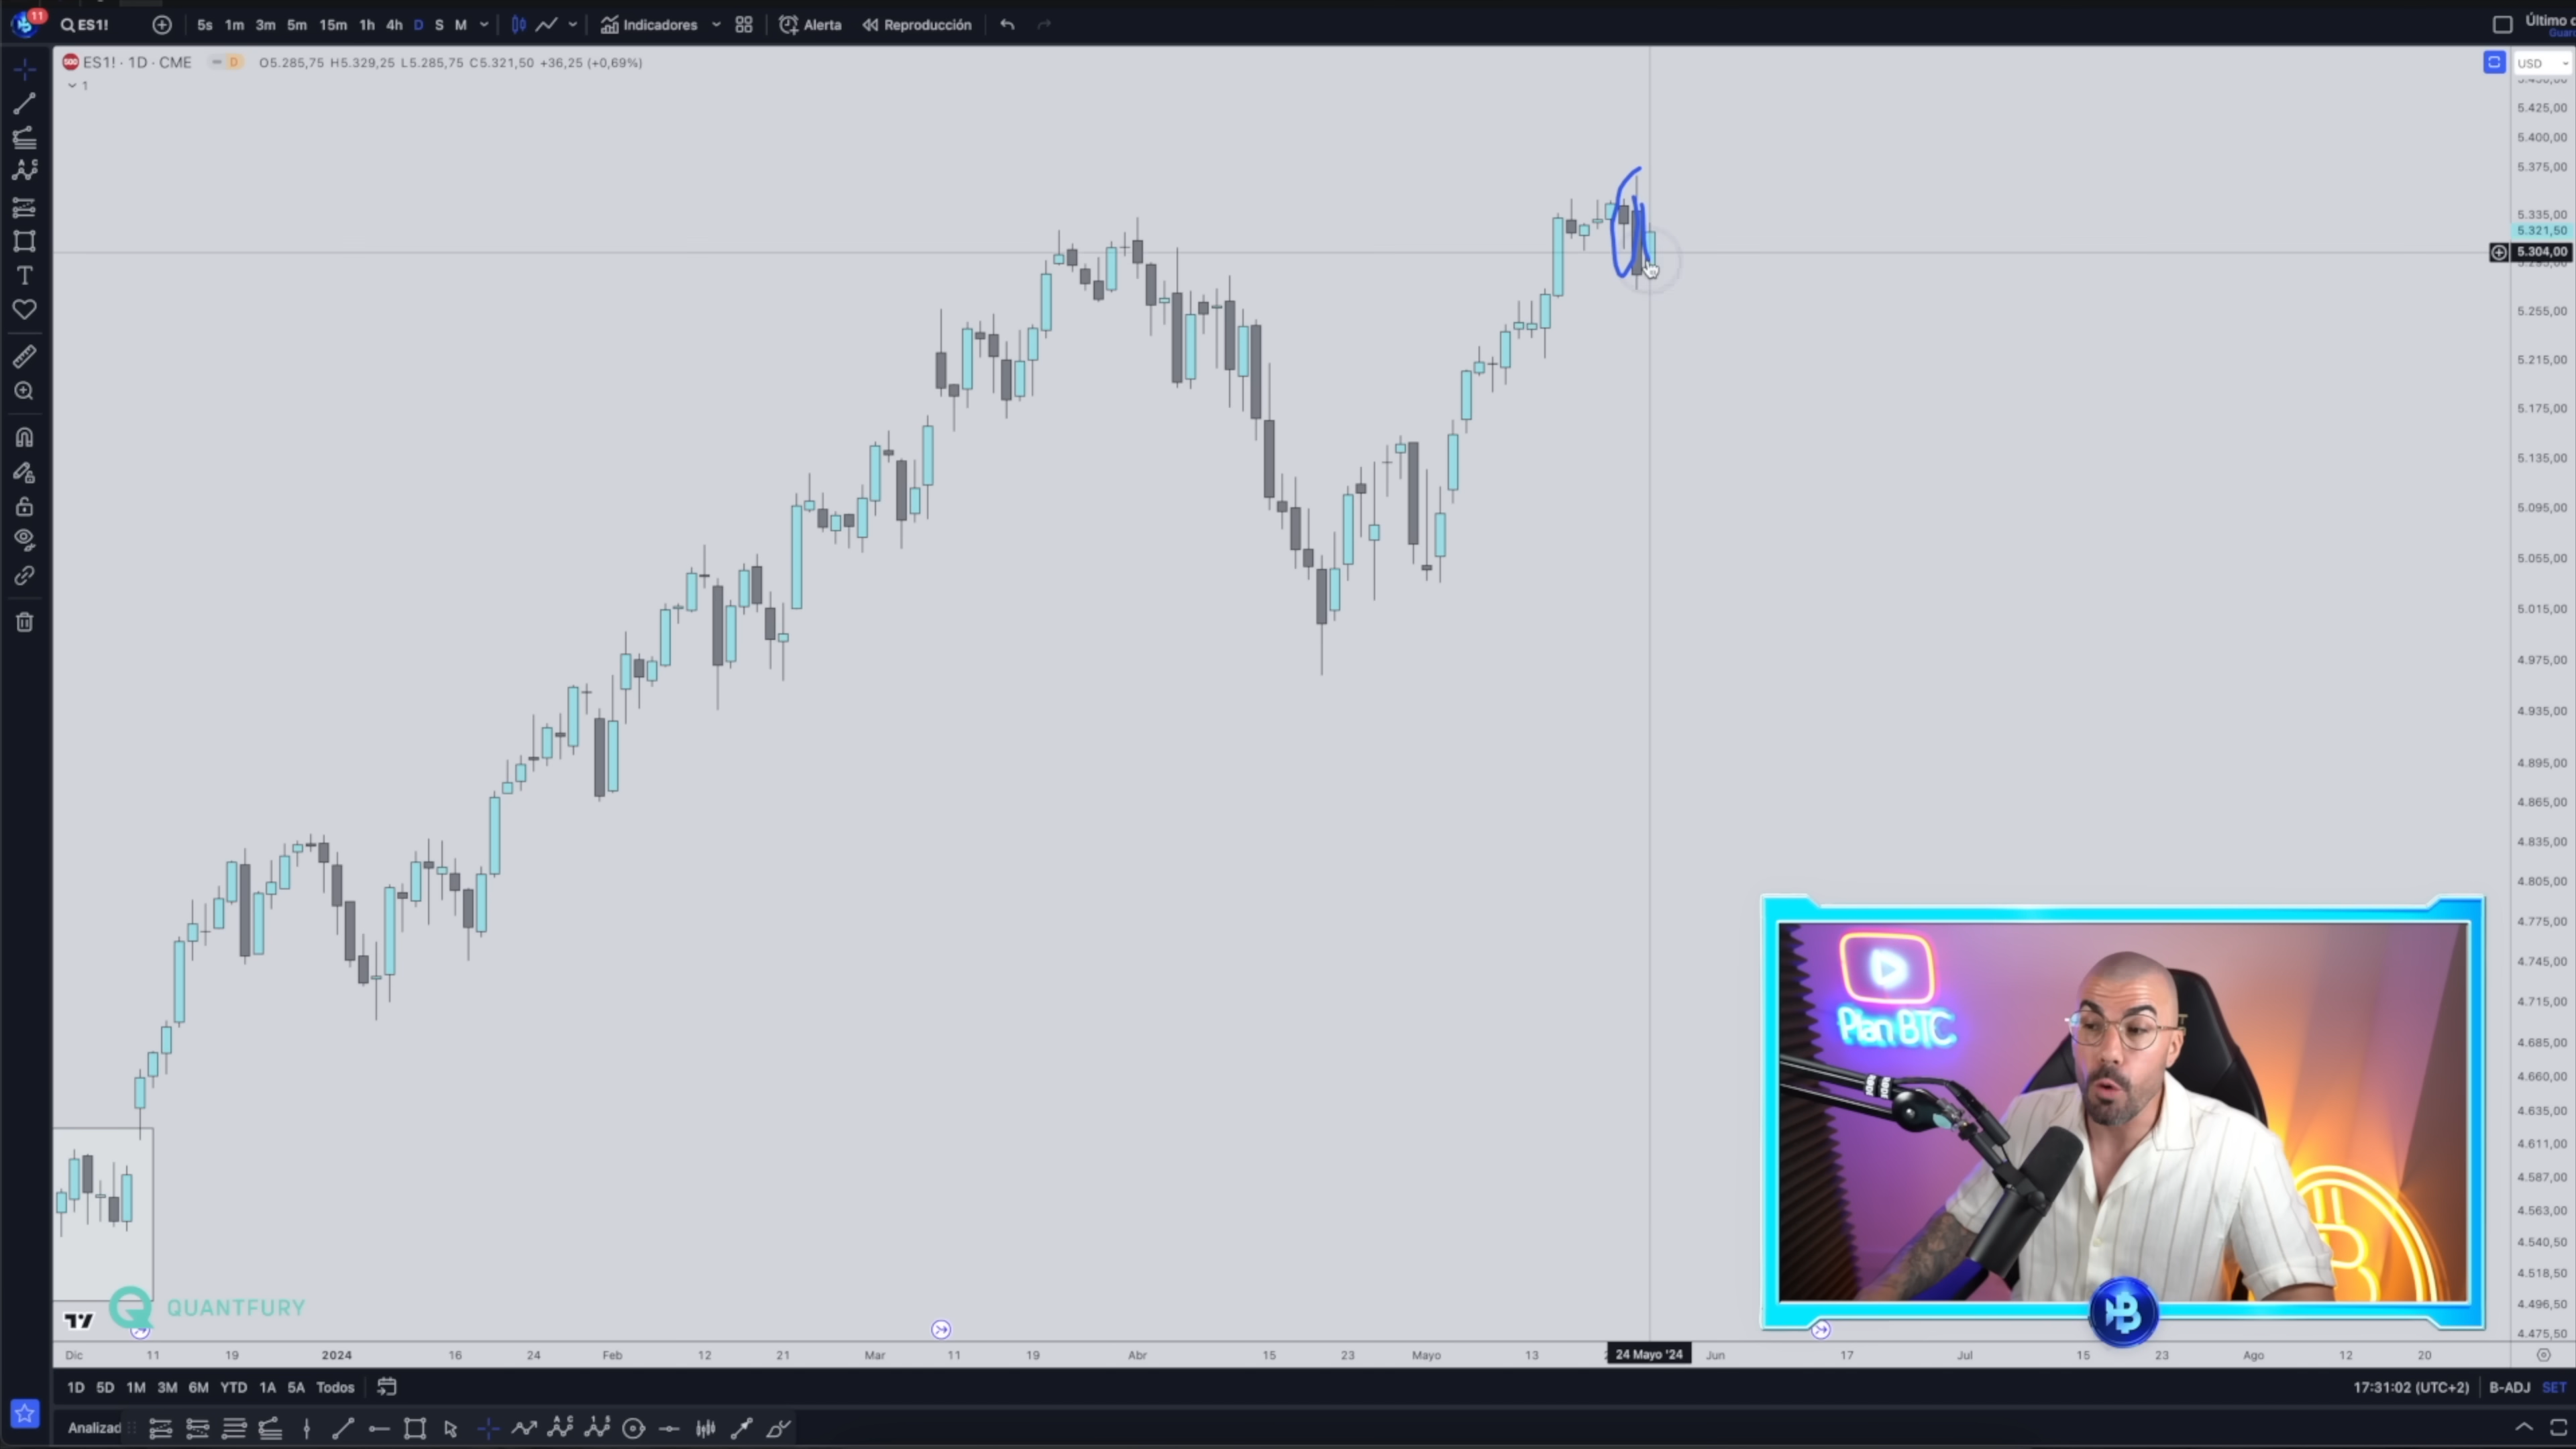 11
ES1!
5s 1m 3m 5m 15m 1h 4h D S M
Indicadores
Alerta
Reproducción
Último
500
ES1! · 1D · CME
D
O5.285,75 H5.329,25 L5.285,75 C5.321,50 +36,25 (+0,69%)
1
USD
5.425,00
5.400,00
5.375,00
5.335,00
5.321,50
5.304,00
5.255,00
5.215,00
5.175,00
5.135,00
5.095,00
5.055,00
5.015,00
4.975,00
4.935,00
4.895,00
4.865,00
4.835,00
4.805,00
4.775,00
4.745,00
4.715,00
4.685,00
4.660,00
4.635,00
4.611,00
4.587,00
4.563,00
4.540,50
4.518,50
4.496,50
4.475,50
Plan BTC
RØDE
QUANTFURY
Dic 11 19 2024 16 24 Feb 12 21 Mar 11 19 Abr 15 23 Mayo 13 24 Mayo '24 Jun 17 Jul 15 23 Ago 12 20
1D 5D 1M 3M 6M YTD 1A 5A Todos
17:31:02 (UTC+2) B-ADJ SET
Analizad